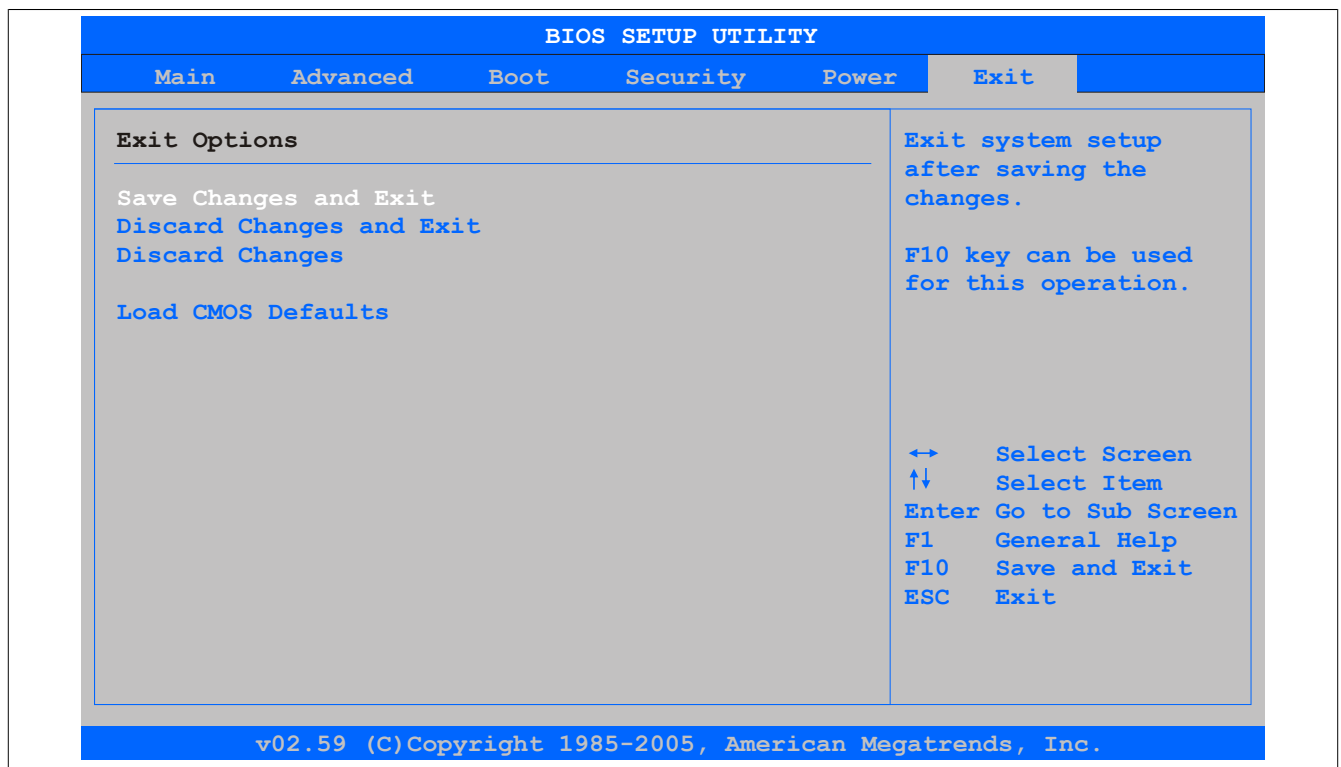 BIOS SETUP UTILITY
Main Advanced Boot Security Power Exit
Exit Options
Save Changes and Exit
Discard Changes and Exit
Discard Changes
Load CMOS Defaults
Exit system setup
after saving the
changes.
F10 key can be used
for this operation.
↔ Select Screen
↑↓ Select Item
Enter Go to Sub Screen
F1 General Help
F10 Save and Exit
ESC Exit
v02.59 (C)Copyright 1985-2005, American Megatrends, Inc.